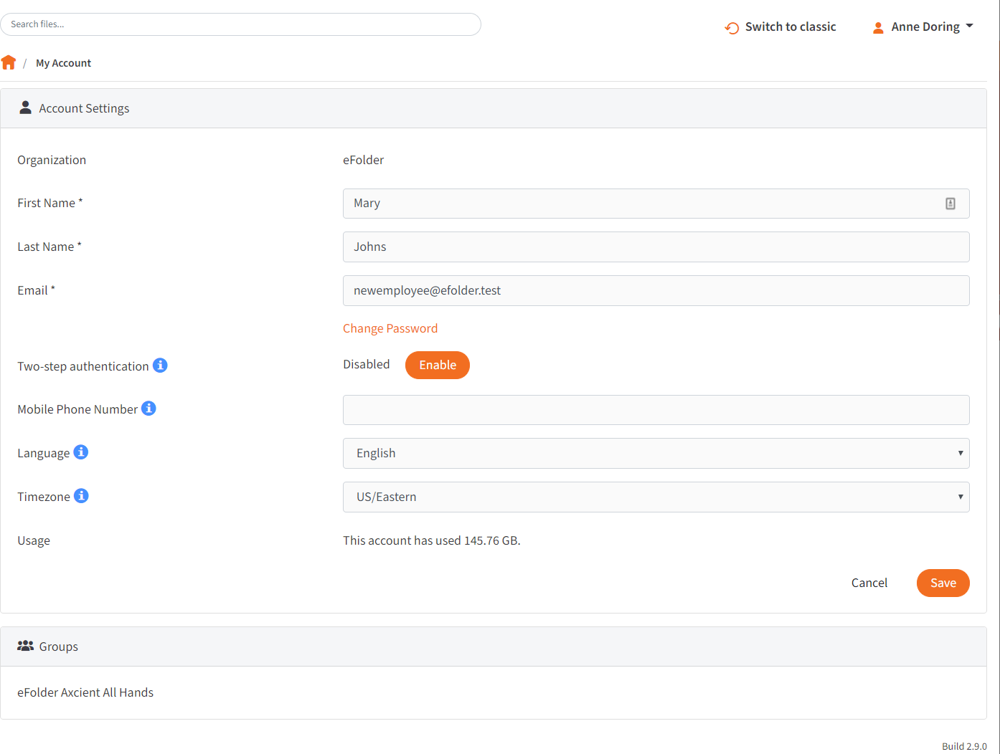 Search files...
Switch to classic
Anne Doring
/ My Account
Account Settings
Organization eFolder
First Name * Mary
Last Name * Johns
Email * newemployee@efolder.test
Change Password
Two-step authentication Disabled Enable
Mobile Phone Number
Language English
Timezone US/Eastern
Usage This account has used 145.76 GB.
Cancel Save
Groups
eFolder Axcient All Hands
Build 2.9.0